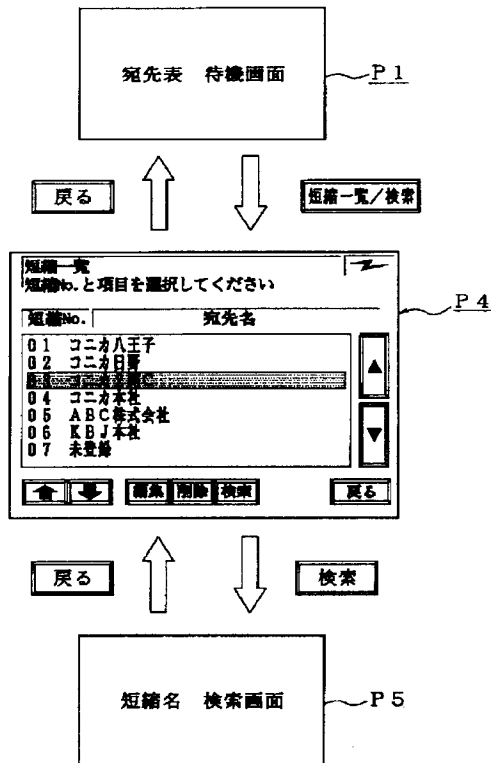 宛先表 待機画面
P1
戻る
短縮一覧/検索
短縮一覧
短縮No.と項目を選択してください
P4
短縮No. 宛先名
01 コニカ八王子
02 コニカ日野
03 コニカ
04 コニカ本社
05 ABC株式会社
06 KBJ本社
07 未登録
編集 削除 検索 戻る
戻る
検索
短縮名 検索画面
P5